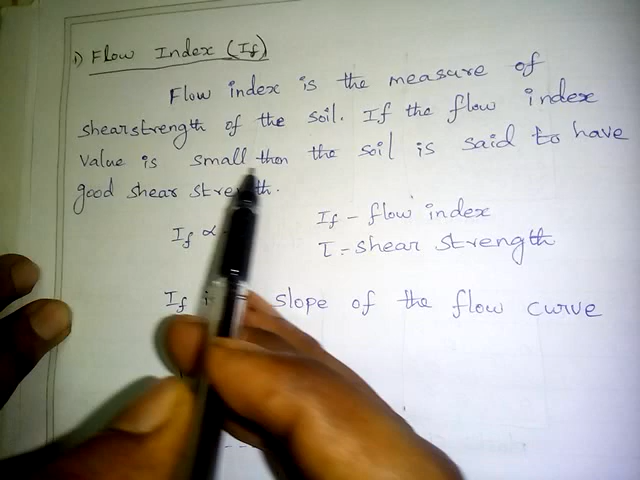 1) Flow Index (If)
Flow index is the measure of
shearstrength of the soil. If the flow index
value is small then the soil is said to have
good shear strength.
If ∝
If - flow index
τ - shear strength
If slope of the flow curve